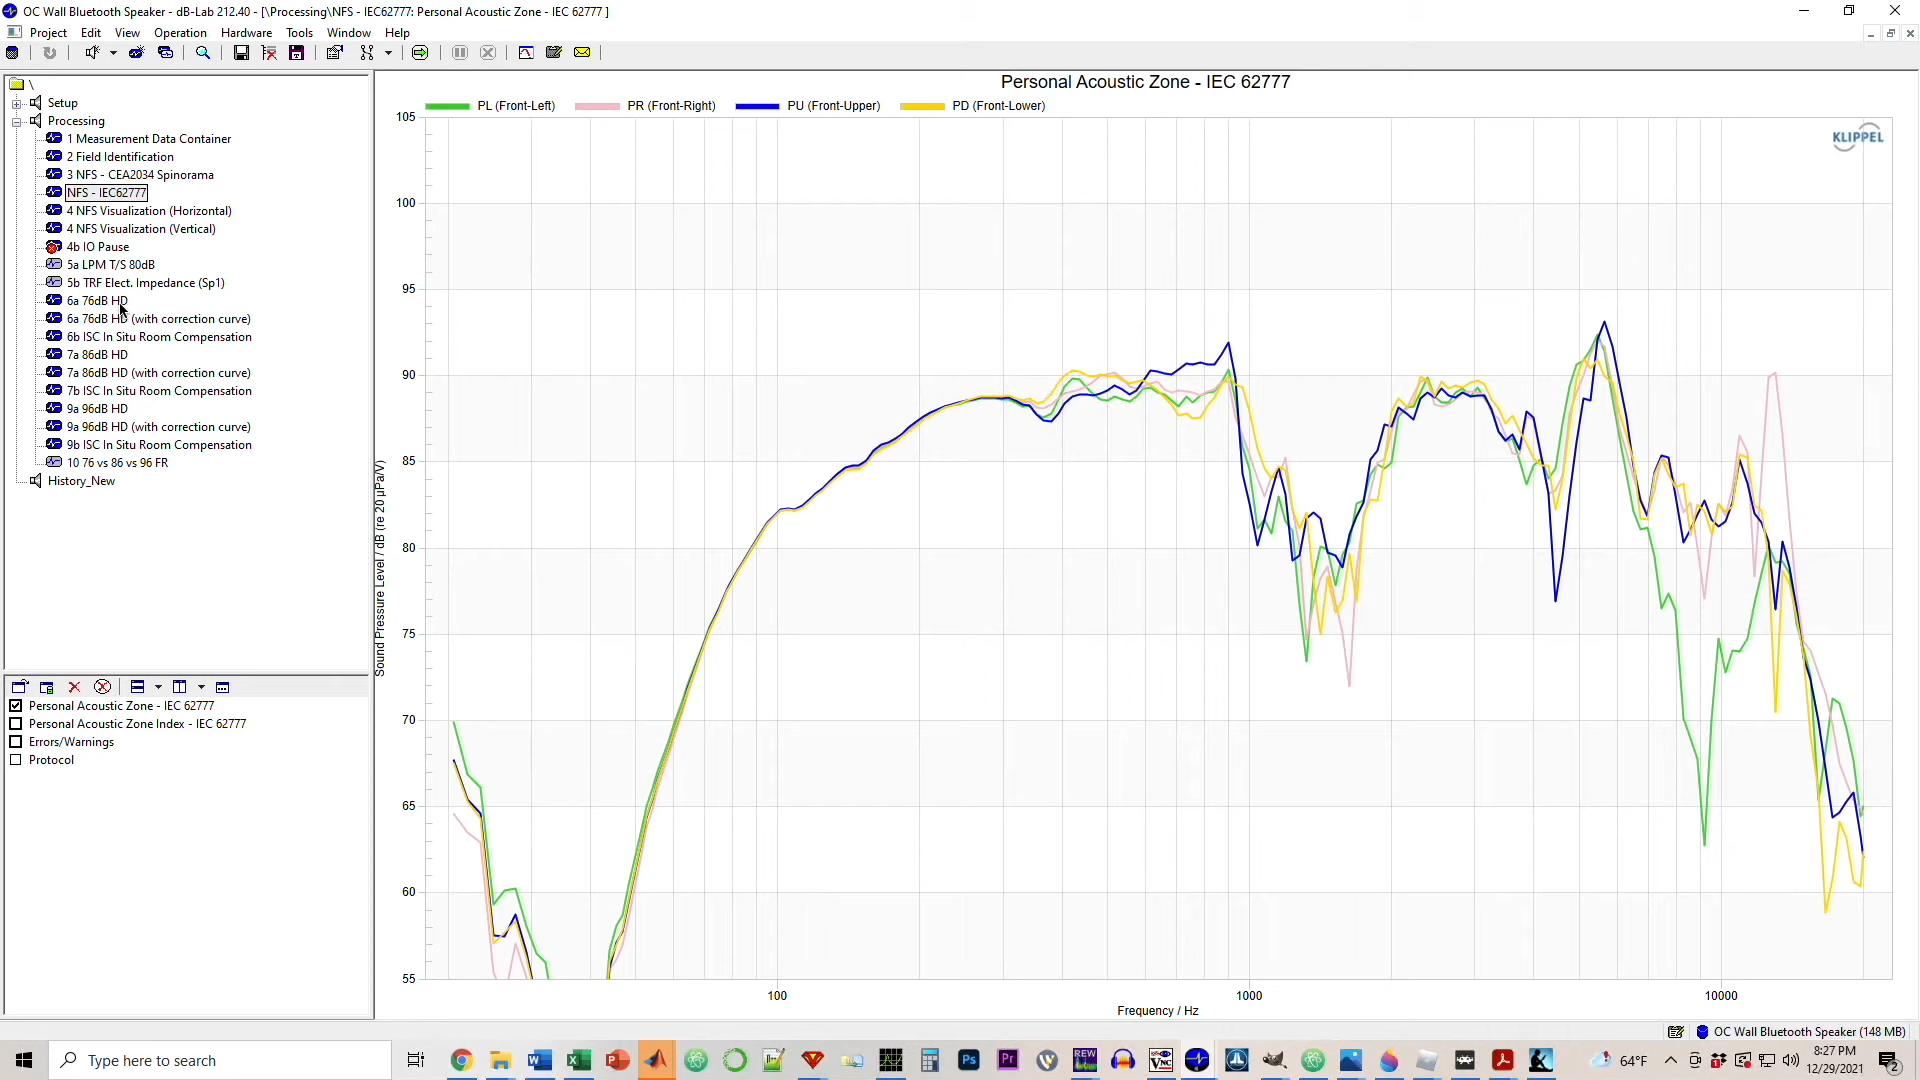 OC Wall Bluetooth Speaker - dB-Lab 212.40 - [\Processing\NFS - IEC62777: Personal Acoustic Zone - IEC 62777 ]
Project Edit View Operation Hardware Tools Window Help
\
Setup
Processing
1 Measurement Data Container
2 Field Identification
3 NFS - CEA2034 Spinorama
NFS - IEC62777
4 NFS Visualization (Horizontal)
4 NFS Visualization (Vertical)
4b IO Pause
5a LPM T/S 80dB
5b TRF Elect. Impedance (Sp1)
6a 76dB HD
6a 76dB HD (with correction curve)
6b ISC In Situ Room Compensation
7a 86dB HD
7a 86dB HD (with correction curve)
7b ISC In Situ Room Compensation
9a 96dB HD
9a 96dB HD (with correction curve)
9b ISC In Situ Room Compensation
10 76 vs 86 vs 96 FR
History_New
Personal Acoustic Zone - IEC 62777
Personal Acoustic Zone Index - IEC 62777
Errors/Warnings
Protocol
Personal Acoustic Zone - IEC 62777
PL (Front-Left) PR (Front-Right) PU (Front-Upper) PD (Front-Lower)
KLIPPEL
Sound Pressure Level / dB (re 20 µPa/V)
105
100
95
90
85
80
75
70
65
60
55
100 1000 10000
Frequency / Hz
OC Wall Bluetooth Speaker (148 MB)
Type here to search
64°F
8:27 PM
12/29/2021
2